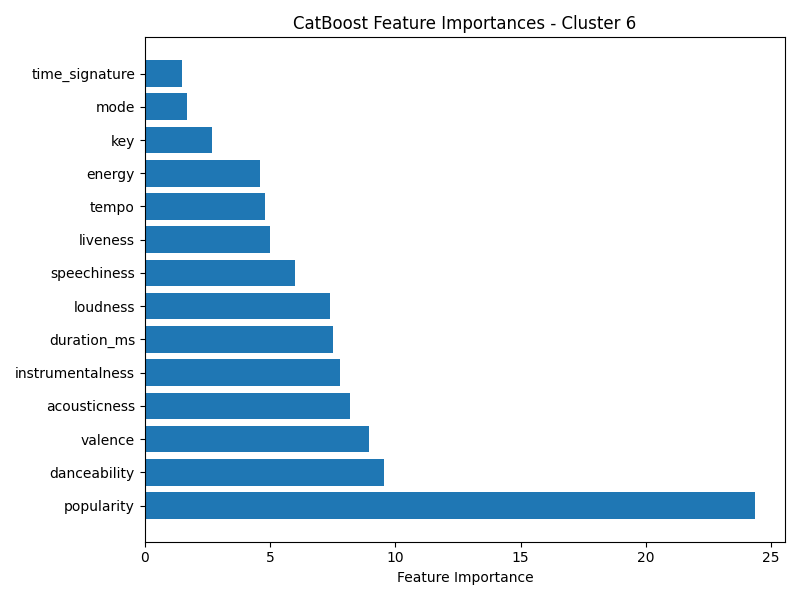 CatBoost Feature Importances - Cluster 6
time_signature
mode
key
energy
tempo
liveness
speechiness
loudness
duration_ms
instrumentalness
acousticness
valence
danceability
popularity
0 5 10 15 20 25
Feature Importance